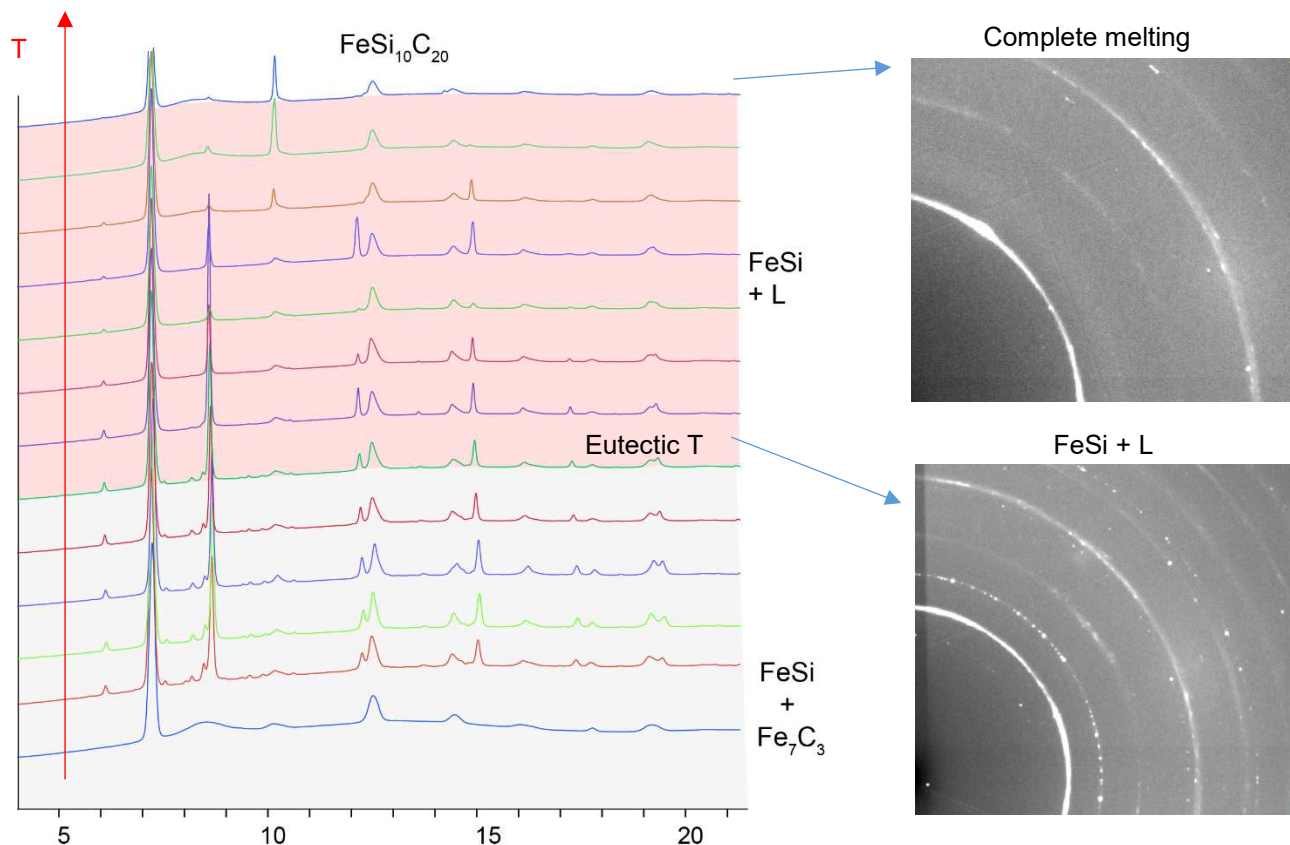 T
FeSi₁₀C₂₀
Complete melting
FeSi
+ L
Eutectic T
FeSi + L
FeSi
+
Fe₇C₃
5
10
15
20